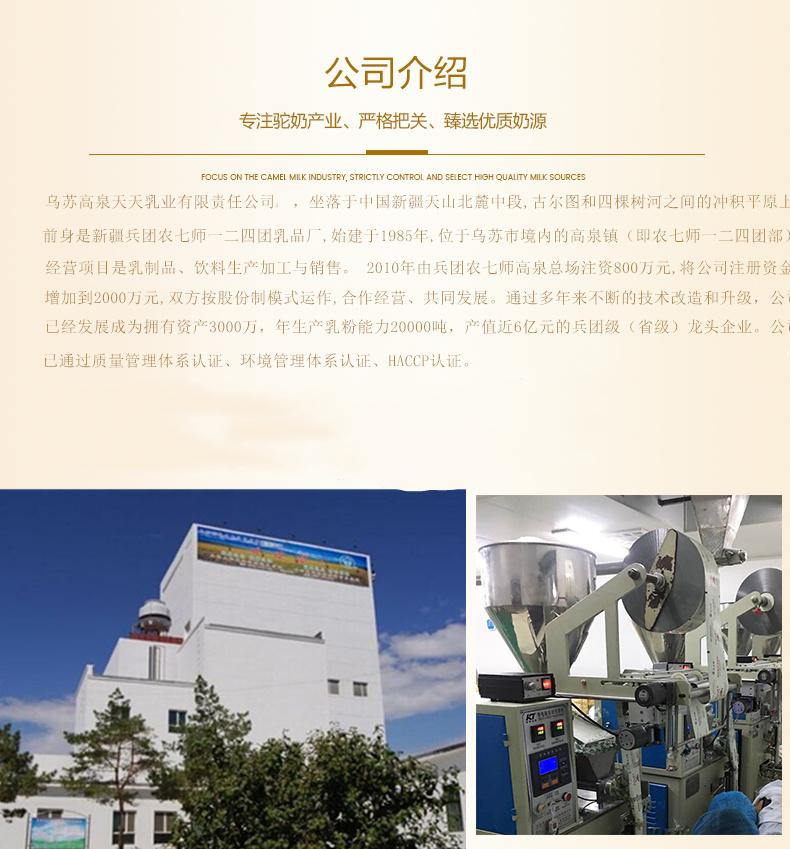 公司介绍
专注驼奶产业、严格把关、臻选优质奶源
FOCUS ON THE CAMEL MILK INDUSTRY, STRICTLY CONTROL AND SELECT HIGH QUALITY MILK SOURCES
乌苏高泉天天乳业有限责任公司。，坐落于中国新疆天山北麓中段,古尔图和四棵树河之间的冲积平原上
前身是新疆兵团农七师一二四团乳品厂,始建于1985年,位于乌苏市境内的高泉镇（即农七师一二四团部）
经营项目是乳制品、饮料生产加工与销售。 2010年由兵团农七师高泉总场注资800万元,将公司注册资金
增加到2000万元,双方按股份制模式运作,合作经营、共同发展。通过多年来不断的技术改造和升级，公司
已经发展成为拥有资产3000万，年生产乳粉能力20000吨，产值近6亿元的兵团级（省级）龙头企业。公司
已通过质量管理体系认证、环境管理体系认证、HACCP认证。
KT